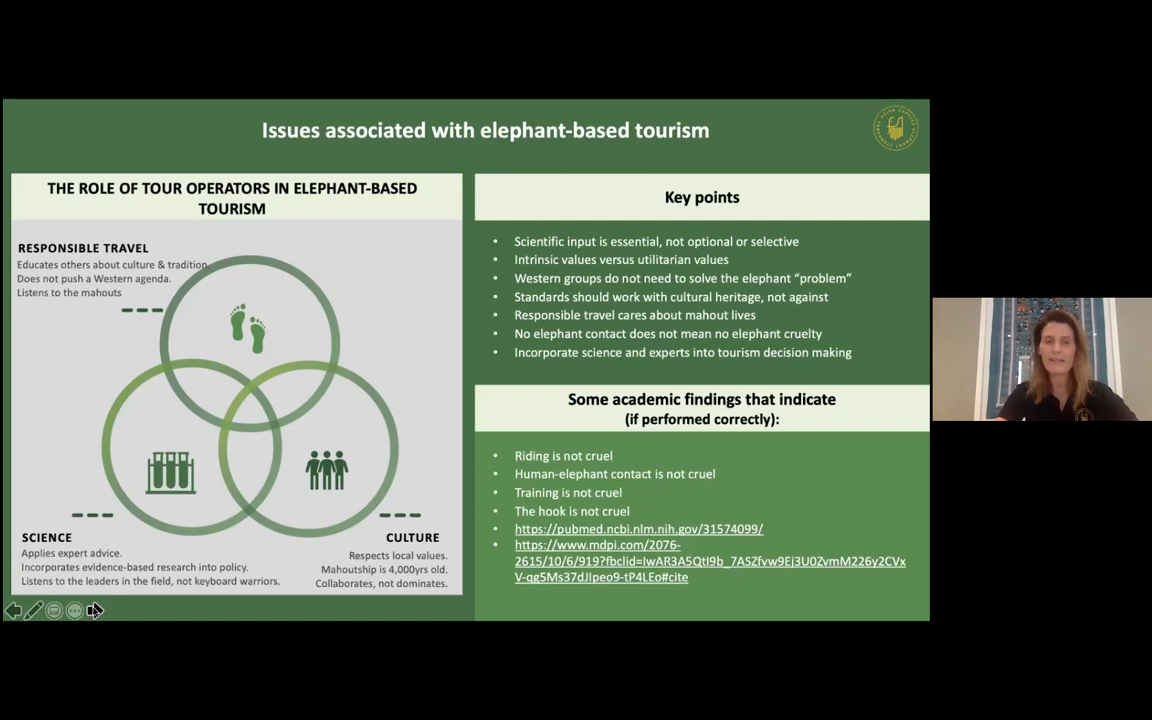 Issues associated with elephant-based tourism
THE ROLE OF TOUR OPERATORS IN ELEPHANT-BASED
TOURISM
RESPONSIBLE TRAVEL
Educates others about culture & tradition.
Does not push a Western agenda.
Listens to the mahouts
SCIENCE
Applies expert advice.
Incorporates evidence-based research into policy.
Listens to the leaders in the field, not keyboard warriors.
CULTURE
Respects local values.
Mahoutship is 4,000yrs old.
Collaborates, not dominates.
Key points
• Scientific input is essential, not optional or selective
• Intrinsic values versus utilitarian values
• Western groups do not need to solve the elephant “problem”
• Standards should work with cultural heritage, not against
• Responsible travel cares about mahout lives
• No elephant contact does not mean no elephant cruelty
• Incorporate science and experts into tourism decision making
Some academic findings that indicate
(if performed correctly):
• Riding is not cruel
• Human-elephant contact is not cruel
• Training is not cruel
• The hook is not cruel
• https://pubmed.ncbi.nlm.nih.gov/31574099/
• https://www.mdpi.com/2076-
2615/10/6/919?fbclid=IwAR3A5QtI9b_7ASZfvw9Ej3U0ZvmM226y2CVx
V-qg5Ms37dJIpeo9-tP4LEo#cite